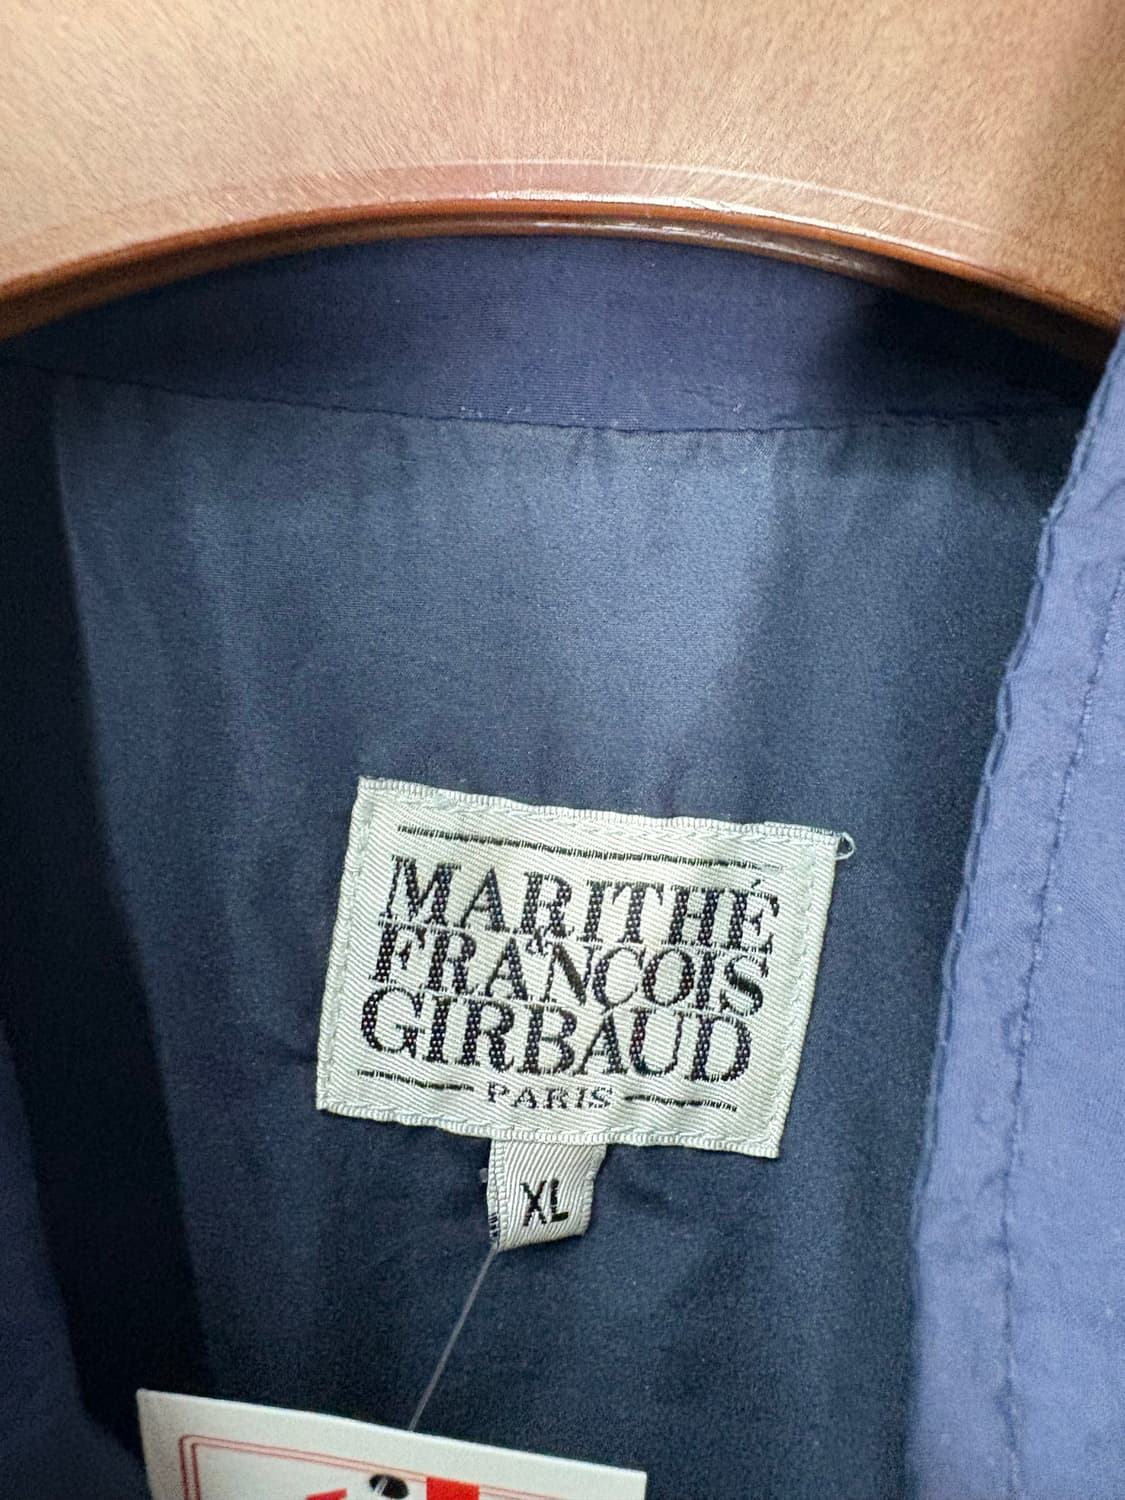 MARITHÉ
FRANÇOIS
GIRBAUD
PARIS
XL